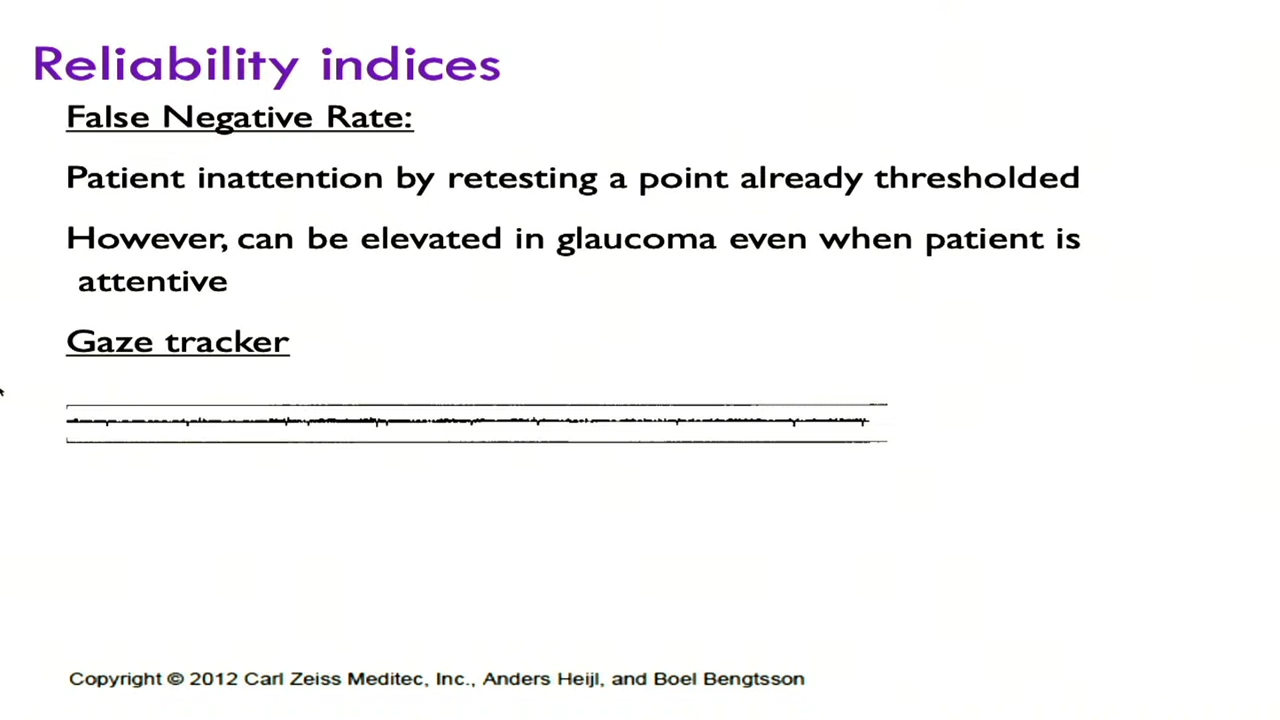 Reliability indices
False Negative Rate:
Patient inattention by retesting a point already thresholded
However, can be elevated in glaucoma even when patient is
attentive
Gaze tracker
Copyright © 2012 Carl Zeiss Meditec, Inc., Anders Heijl, and Boel Bengtsson